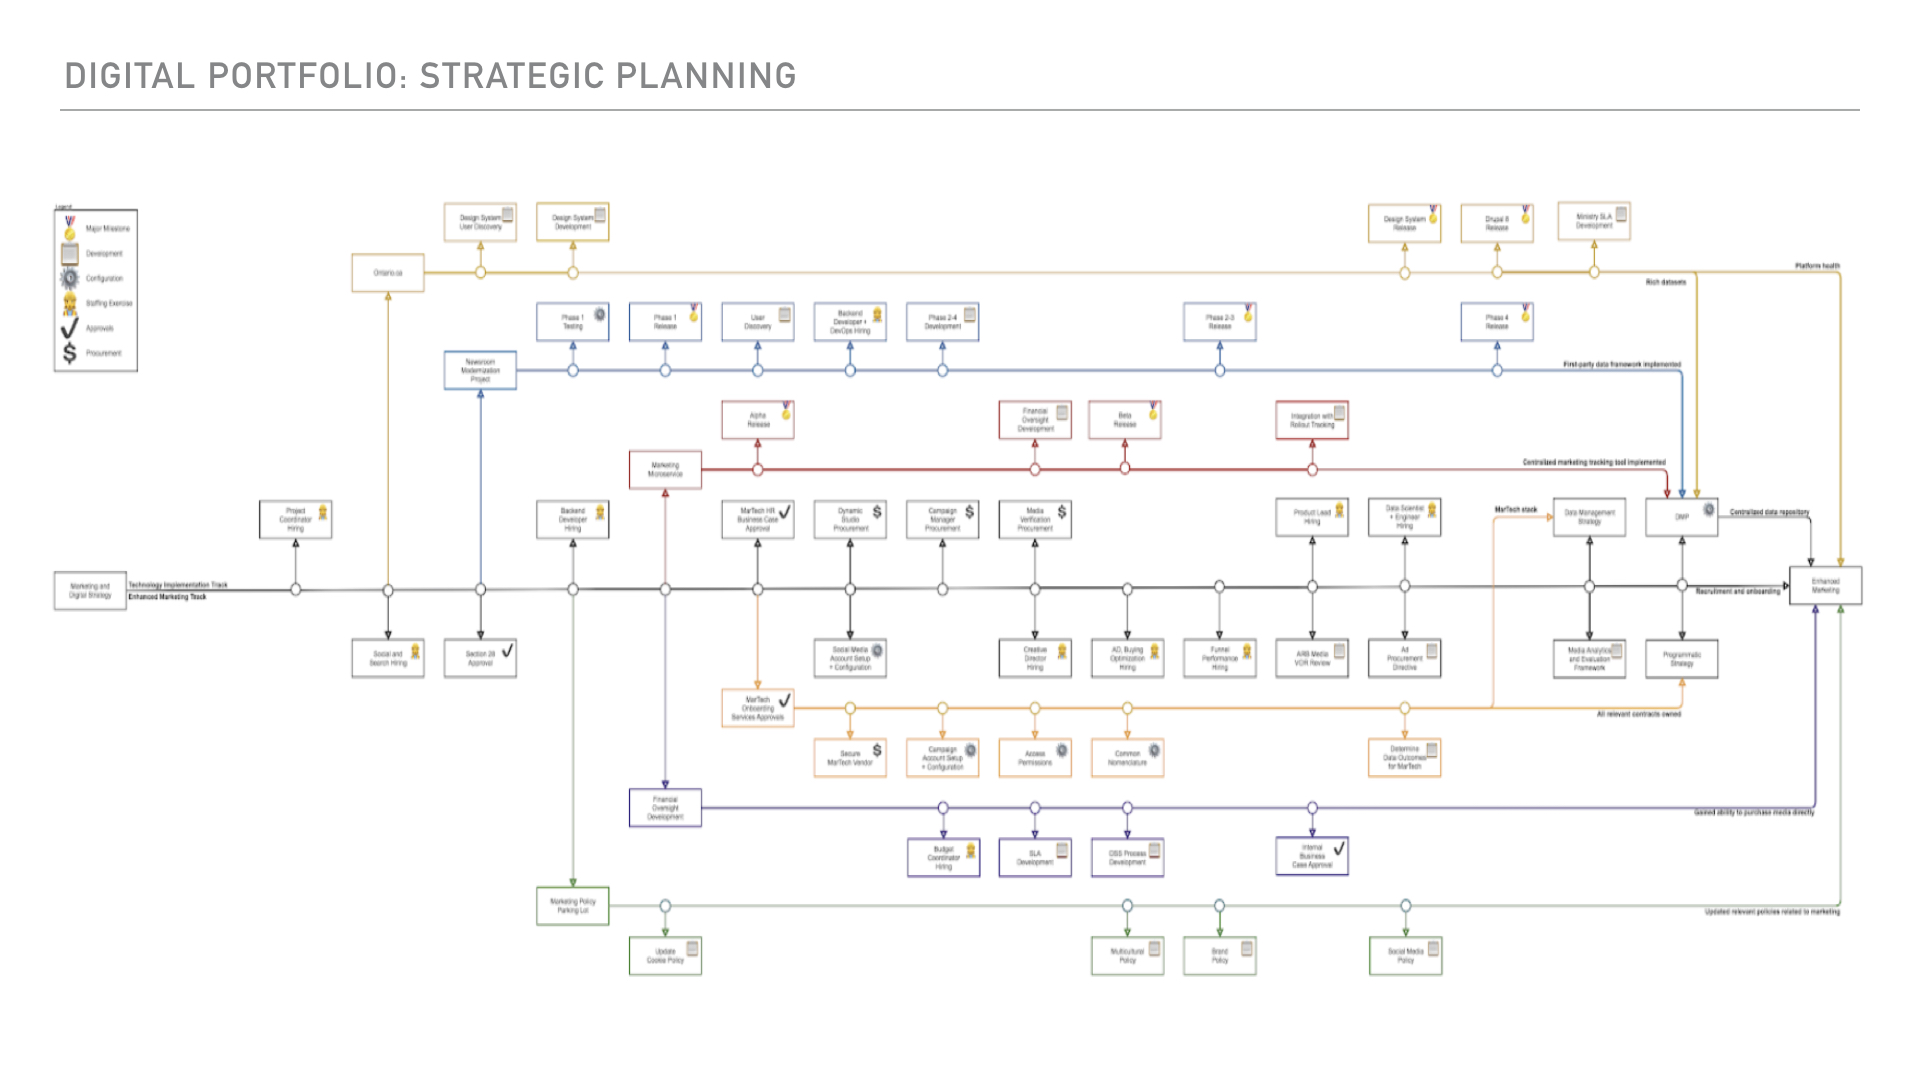 DIGITAL PORTFOLIO: STRATEGIC PLANNING
Legend
Major Milestone
Development
Configuration
Staffing Exercise
Approvals
Procurement
Design System
User Discovery
Design System
Development
Design System
Release
Drupal 8
Release
Ministry SLA
Development
Ontario.ca
Platform health
Rich datasets
Phase 1
Testing
Phase 1
Release
User
Discovery
Backend
Developer +
DevOps Hiring
Phase 2-4
Development
Phase 2-3
Release
Phase 4
Release
Newsroom
Modernization
Project
First-party data framework implemented
Alpha
Release
Financial
Oversight
Development
Beta
Release
Integration with
Rollout Tracking
Marketing
Microservice
Centralized marketing tracking tool implemented
Project
Coordinator
Hiring
Backend
Developer
Hiring
MarTech HR
Business Case
Approval
Dynamic
Studio
Procurement
Campaign
Manager
Procurement
Media
Verification
Procurement
Product Lead
Hiring
Data Scientist
+ Engineer
Hiring
MarTech stack
Data Management
Strategy
DMP
Centralized data repository
Marketing and
Digital Strategy
Technology Implementation Track
Enhanced Marketing Track
Recruitment and onboarding
Enhanced
Marketing
Social and
Search Hiring
Section 28
Approval
Social Media
Account Setup
+ Configuration
Creative
Director
Hiring
AO, Buying
Optimization
Hiring
Funnel
Performance
Hiring
ARB Media
VOR Review
Ad
Procurement
Directive
Media Analytics
and Evaluation
Framework
Programmatic
Strategy
MarTech
Onboarding
Services Approvals
All relevant contracts owned
Secure
MarTech Vendor
Campaign
Account Setup
+ Configuration
Access
Permissions
Common
Nomenclature
Determine
Data Outcomes
for MarTech
Financial
Oversight
Development
Gained ability to purchase media directly
Budget
Coordinator
Hiring
SLA
Development
OSS Process
Development
Internal
Business
Case Approval
Marketing Policy
Parking Lot
Updated relevant policies related to marketing
Update
Cookie Policy
Multicultural
Policy
Brand
Policy
Social Media
Policy